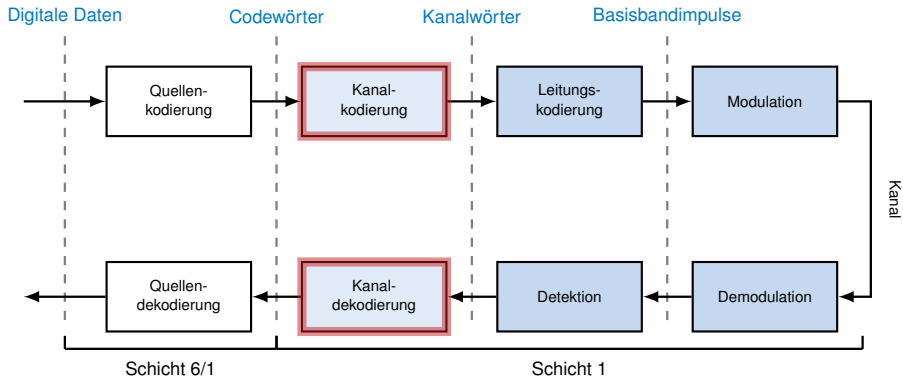 Digitale Daten
Codewörter
Kanalwörter
Basisbandimpulse
Quellen-
kodierung
Kanal-
kodierung
Leitungs-
kodierung
Modulation
Kanal
Quellen-
dekodierung
Kanal-
dekodierung
Detektion
Demodulation
Schicht 6/1
Schicht 1